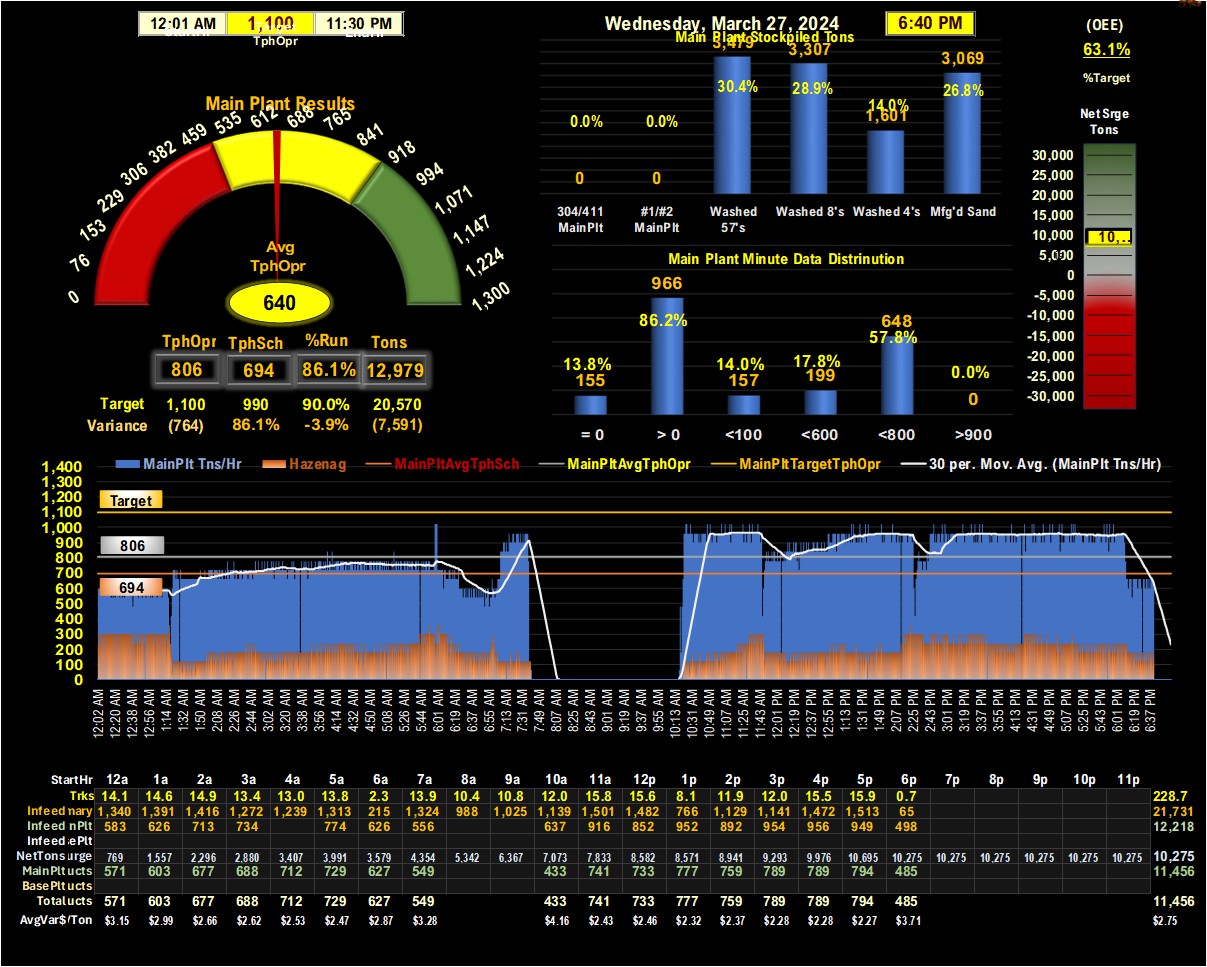 12:01 AM 1,100 11:30 PM
TphOpr
Wednesday, March 27, 2024 6:40 PM
(OEE)
63.1%
%Target
Net Srge
Tons
30,000
25,000
20,000
15,000
10,000
10,..
5,000
0
-5,000
-10,000
-15,000
-20,000
-25,000
-30,000
Main Plant Results
0 76 153 229 306 382 459 535 612 688 765 841 918 994 1,071 1,147 1,224 1,300
Avg
TphOpr
640
TphOpr TphSch %Run Tons
806 694 86.1% 12,979
Target 1,100 990 90.0% 20,570
Variance (764) 86.1% -3.9% (7,591)
Main Plant Stockpiled Tons
3,479 3,307 1,601 3,069
0.0% 0.0% 30.4% 28.9% 14.0% 26.8%
0 0
304/411 #1/#2 Washed Washed 8's Washed 4's Mfg'd Sand
MainPlt MainPlt 57's
Main Plant Minute Data Distrinution
966
86.2%
648
57.8%
13.8% 14.0% 17.8% 0.0%
155 157 199 0
= 0 > 0 <100 <600 <800 >900
MainPlt Tns/Hr Hazenag MainPltAvgTphSch MainPltAvgTphOpr MainPltTargetTphOpr 30 per. Mov. Avg. (MainPlt Tns/Hr)
1,400
1,300
1,200
1,100
1,000
900
800
700
600
500
400
300
200
100
0
Target
806
694
12:02 AM 12:20 AM 12:38 AM 12:56 AM 1:14 AM 1:32 AM 1:50 AM 2:08 AM 2:26 AM 2:44 AM 3:02 AM 3:20 AM 3:38 AM 3:56 AM 4:14 AM 4:32 AM 4:50 AM 5:08 AM 5:26 AM 5:44 AM 6:01 AM 6:19 AM 6:37 AM 6:55 AM 7:13 AM 7:31 AM 7:49 AM 8:07 AM 8:25 AM 8:43 AM 9:01 AM 9:19 AM 9:37 AM 9:55 AM 10:13 AM 10:31 AM 10:49 AM 11:07 AM 11:25 AM 11:43 AM 12:01 PM 12:19 PM 12:37 PM 12:55 PM 1:13 PM 1:31 PM 1:49 PM 2:07 PM 2:25 PM 2:43 PM 3:01 PM 3:19 PM 3:37 PM 3:55 PM 4:13 PM 4:31 PM 4:49 PM 5:07 PM 5:25 PM 5:43 PM 6:01 PM 6:19 PM 6:37 PM
StartHr 12a 1a 2a 3a 4a 5a 6a 7a 8a 9a 10a 11a 12p 1p 2p 3p 4p 5p 6p 7p 8p 9p 10p 11p
Trks 14.1 14.6 14.9 13.4 13.0 13.8 2.3 13.9 10.4 10.8 12.0 15.8 15.6 8.1 11.9 12.0 15.5 15.9 0.7 228.7
Infeed nary 1,340 1,391 1,416 1,272 1,239 1,313 215 1,324 988 1,025 1,139 1,501 1,482 766 1,129 1,141 1,472 1,513 65 21,731
Infeed nPlt 583 626 713 734 774 626 556 637 916 852 952 892 954 956 949 498 12,218
Infeed ePlt
NetTons urge 769 1,557 2,296 2,880 3,407 3,991 3,579 4,354 5,342 6,367 7,073 7,833 8,582 8,571 8,941 9,293 9,976 10,695 10,275 10,275 10,275 10,275 10,275 10,275 10,275
MainPlt ucts 571 603 677 688 712 729 627 549 433 741 733 777 759 789 789 794 485 11,456
BasePlt ucts
Total ucts 571 603 677 688 712 729 627 549 433 741 733 777 759 789 789 794 485 11,456
AvgVar$/Ton $3.15 $2.99 $2.66 $2.62 $2.53 $2.47 $2.87 $3.28 $4.16 $2.43 $2.46 $2.32 $2.37 $2.28 $2.28 $2.27 $3.71 $2.75